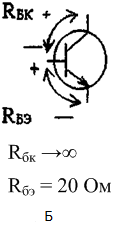 RБК +
—
+
RБЭ —
Rбк →∞
Rбэ = 20 Ом
Б